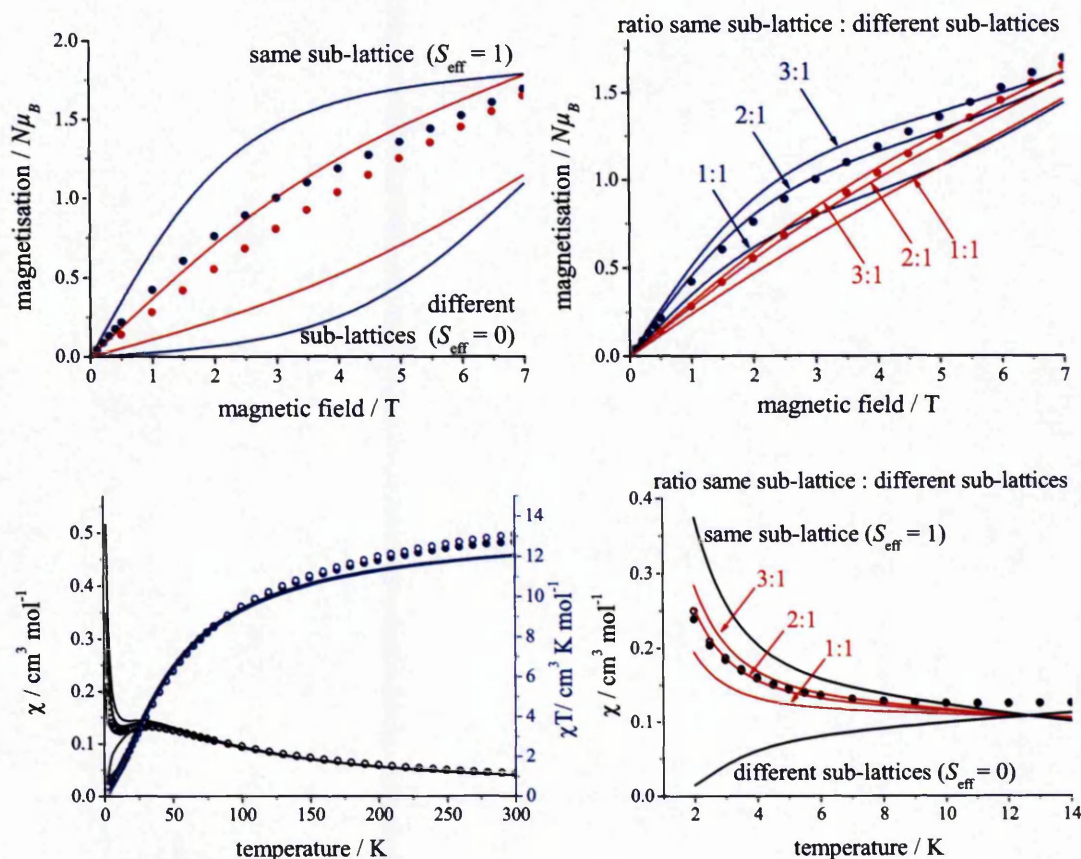 same sub-lattice (S_eff = 1)
different
sub-lattices (S_eff = 0)
magnetisation / Nμ_B
2.0
1.5
1.0
0.5
0.0
0 1 2 3 4 5 6 7
magnetic field / T
ratio same sub-lattice : different sub-lattices
3:1
2:1
1:1
3:1
2:1
1:1
magnetisation / Nμ_B
1.5
1.0
0.5
0.0
0 1 2 3 4 5 6 7
magnetic field / T
χ / cm³ mol⁻¹
0.5
0.4
0.3
0.2
0.1
0.0
0 50 100 150 200 250 300
temperature / K
14
12
10
8
6
4
2
0
χT/ cm³ K mol⁻¹
ratio same sub-lattice : different sub-lattices
same sub-lattice (S_eff = 1)
3:1
2:1
1:1
different sub-lattices (S_eff = 0)
χ / cm³ mol⁻¹
0.4
0.3
0.2
0.1
0.0
2 4 6 8 10 12 14
temperature / K